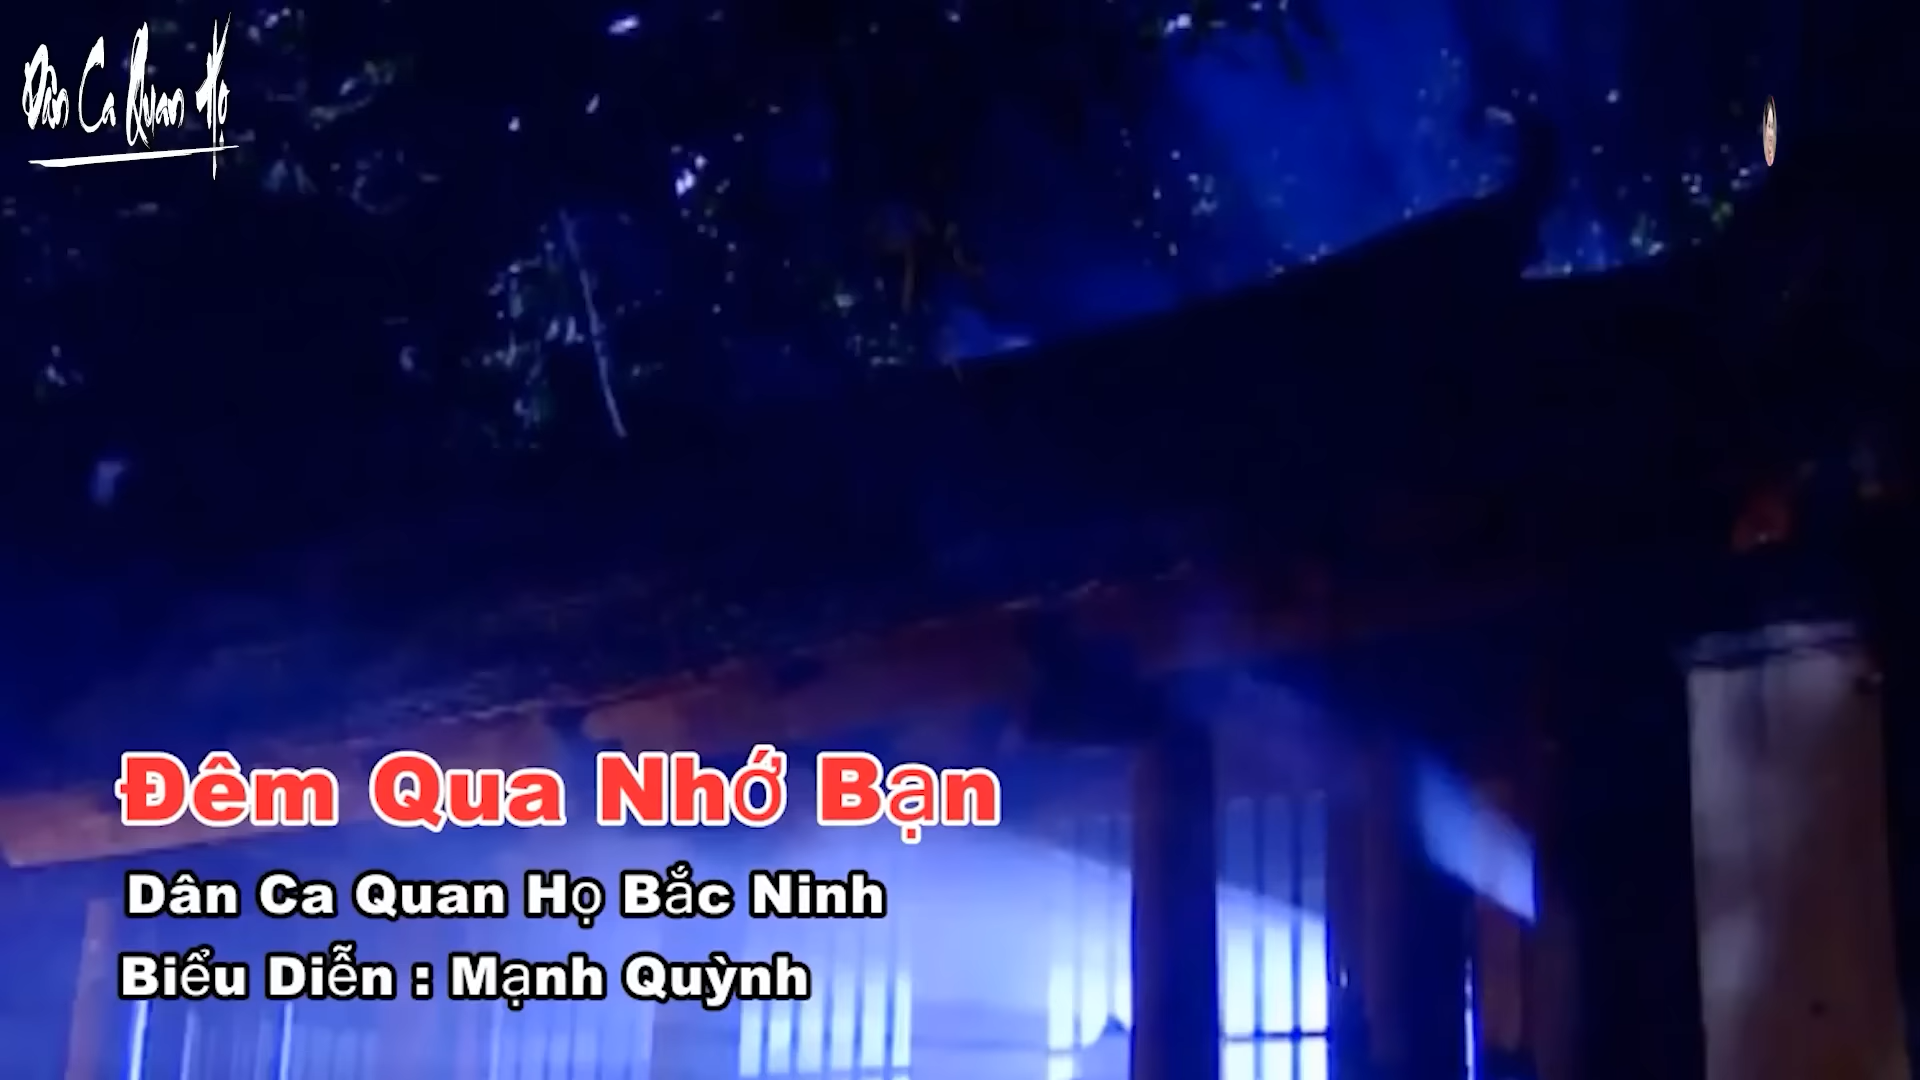 Dân Ca Quan Họ
Đêm Qua Nhớ Bạn
Dân Ca Quan Họ Bắc Ninh
Biểu Diễn : Mạnh Quỳnh